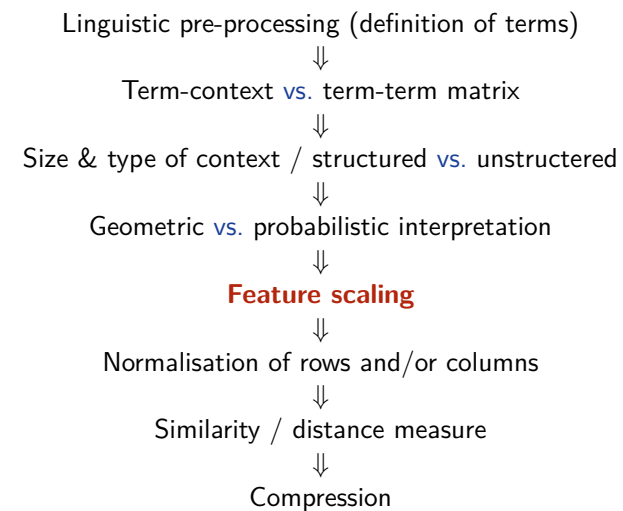 Linguistic pre-processing (definition of terms)
⇓
Term-context vs. term-term matrix
⇓
Size & type of context / structured vs. unstructered
⇓
Geometric vs. probabilistic interpretation
⇓
Feature scaling
⇓
Normalisation of rows and/or columns
⇓
Similarity / distance measure
⇓
Compression